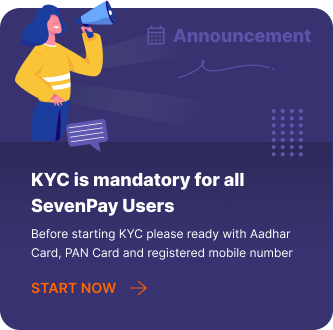 Announcement
KYC is mandatory for all
SevenPay Users
Before starting KYC please ready with Aadhar
Card, PAN Card and registered mobile number
START NOW